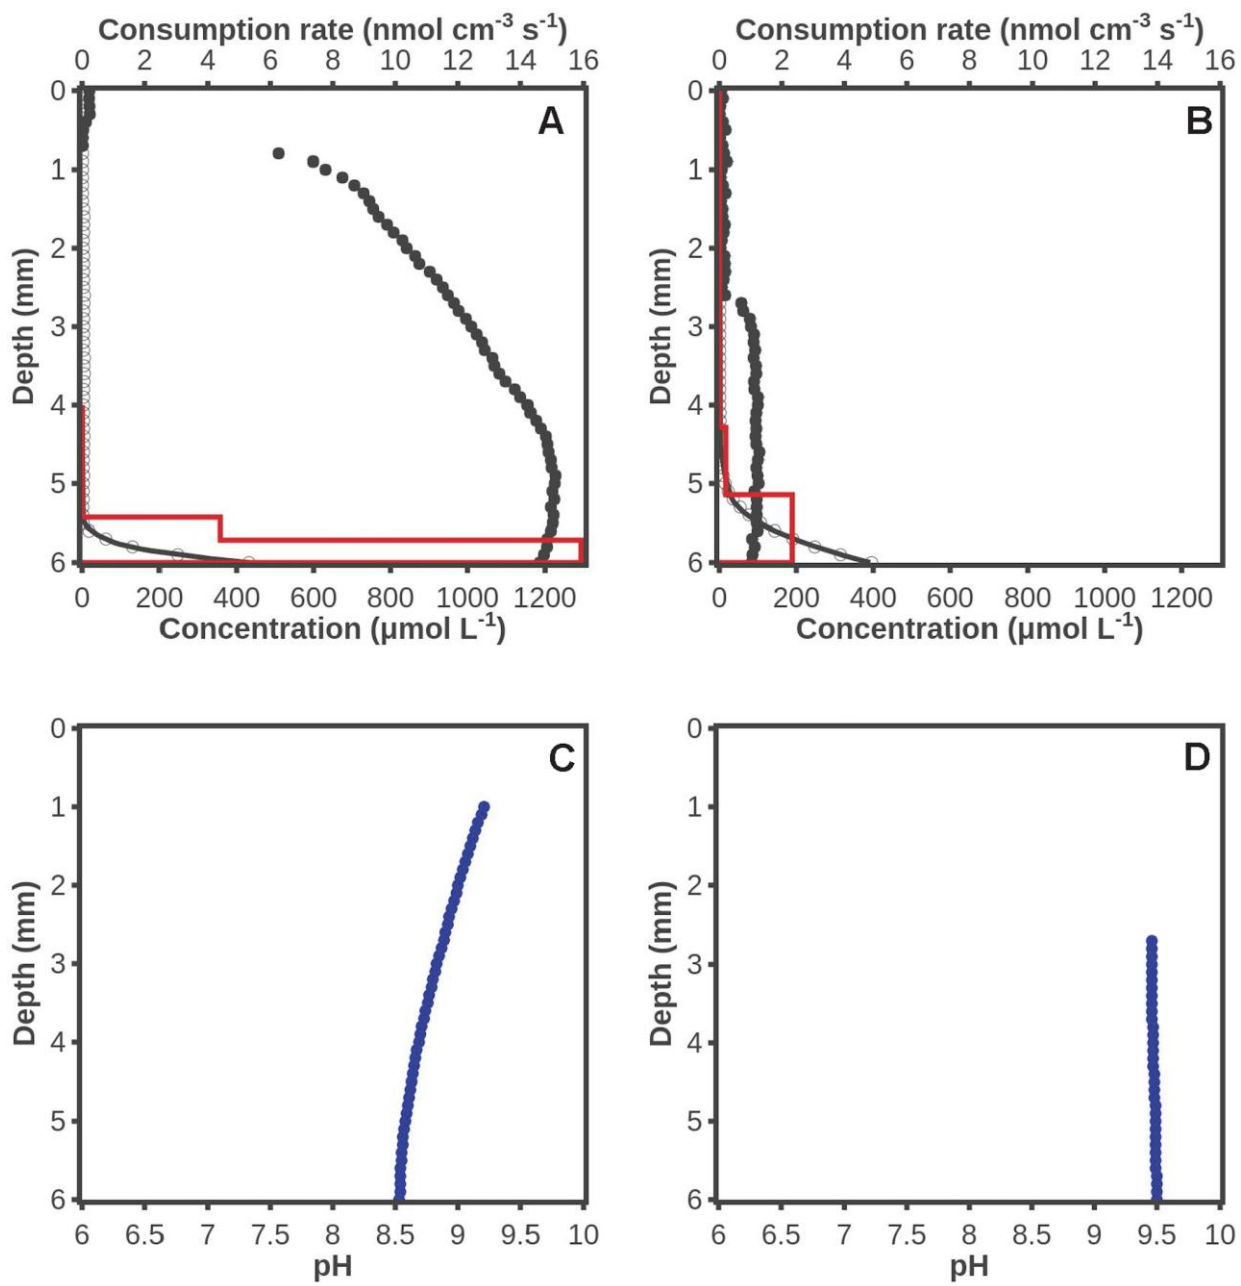 Consumption rate (nmol cm-3 s-1)
0 2 4 6 8 10 12 14 16
A
0
1
2
3
4
5
6
Depth (mm)
0 200 400 600 800 1000 1200
Concentration (µmol L-1)
Consumption rate (nmol cm-3 s-1)
0 2 4 6 8 10 12 14 16
B
0
1
2
3
4
5
6
Depth (mm)
0 200 400 600 800 1000 1200
Concentration (µmol L-1)
C
0
1
2
3
4
5
6
Depth (mm)
6 6.5 7 7.5 8 8.5 9 9.5 10
pH
D
0
1
2
3
4
5
6
Depth (mm)
6 6.5 7 7.5 8 8.5 9 9.5 10
pH